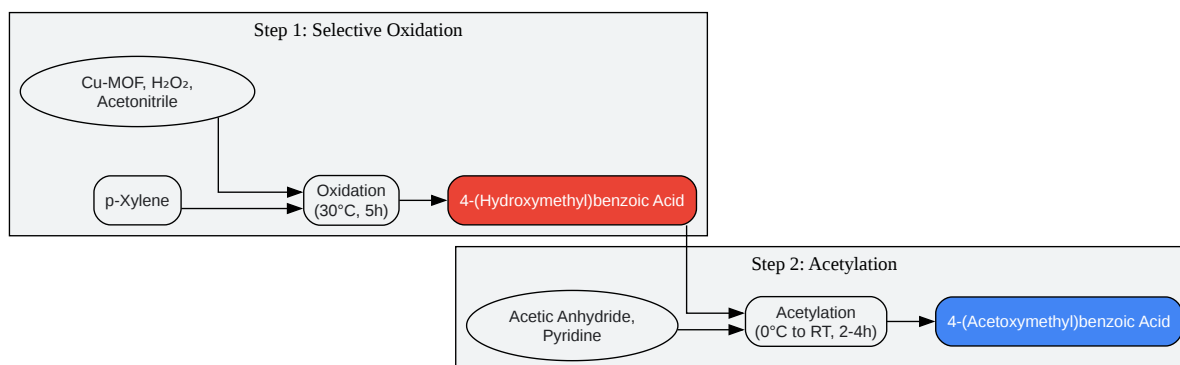 Step 1: Selective Oxidation
Cu-MOF, H₂O₂,
Acetonitrile
p-Xylene
Oxidation
(30°C, 5h)
4-(Hydroxymethyl)benzoic Acid
Step 2: Acetylation
Acetic Anhydride,
Pyridine
Acetylation
(0°C to RT, 2-4h)
4-(Acetoxymethyl)benzoic Acid